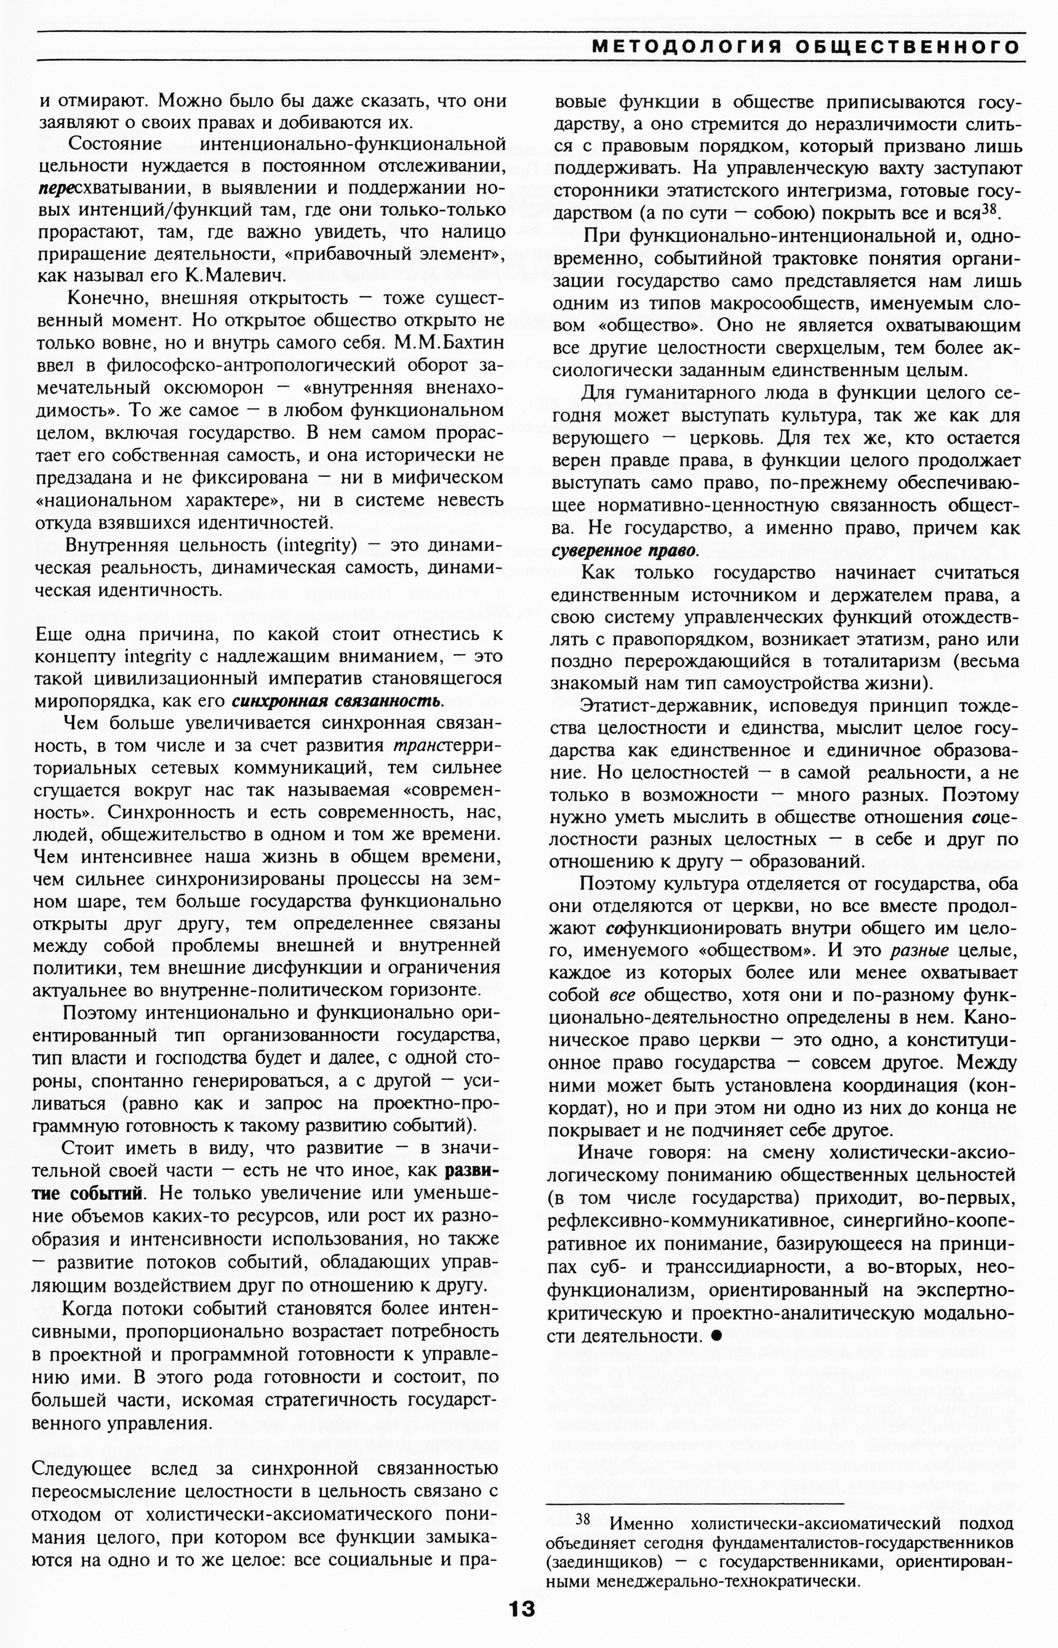 МЕТОДОЛОГИЯ ОБЩЕСТВЕННОГО
и отмирают. Можно было бы даже сказать, что они
заявляют о своих правах и добиваются их.
Состояние интенционально-функциональной
цельности нуждается в постоянном отслеживании,
пересхватывании, в выявлении и поддержании но-
вых интенций/функций там, где они только-только
прорастают, там, где важно увидеть, что налицо
приращение деятельности, «прибавочный элемент»,
как называл его К.Малевич.
Конечно, внешняя открытость — тоже сущест-
венный момент. Но открытое общество открыто не
только вовне, но и внутрь самого себя. М.М.Бахтин
ввел в философско-антропологический оборот за-
мечательный оксюморон — «внутренняя вненахо-
димость». То же самое — в любом функциональном
целом, включая государство. В нем самом прорас-
тает его собственная самость, и она исторически не
предзадана и не фиксирована — ни в мифическом
«национальном характере», ни в системе невесть
откуда взявшихся идентичностей.
Внутренняя цельность (integrity) — это динами-
ческая реальность, динамическая самость, динами-
ческая идентичность.
Еще одна причина, по какой стоит отнестись к
концепту integrity с надлежащим вниманием, — это
такой цивилизационный императив становящегося
миропорядка, как его синхронная связанность.
Чем больше увеличивается синхронная связан-
ность, в том числе и за счет развития транстерри-
ториальных сетевых коммуникаций, тем сильнее
сгущается вокруг нас так называемая «современ-
ность». Синхронность и есть современность, нас,
людей, общежительство в одном и том же времени.
Чем интенсивнее наша жизнь в общем времени,
чем сильнее синхронизированы процессы на зем-
ном шаре, тем больше государства функционально
открыты друг другу, тем определеннее связаны
между собой проблемы внешней и внутренней
политики, тем внешние дисфункции и ограничения
актуальнее во внутренне-политическом горизонте.
Поэтому интенционально и функционально ори-
ентированный тип организованности государства,
тип власти и господства будет и далее, с одной сто-
роны, спонтанно генерироваться, а с другой — уси-
ливаться (равно как и запрос на проектно-про-
граммную готовность к такому развитию событий).
Стоит иметь в виду, что развитие — в значи-
тельной своей части — есть не что иное, как разви-
тие событий. Не только увеличение или уменьше-
ние объемов каких-то ресурсов, или рост их разно-
образия и интенсивности использования, но также
— развитие потоков событий, обладающих управ-
ляющим воздействием друг по отношению к другу.
Когда потоки событий становятся более интен-
сивными, пропорционально возрастает потребность
в проектной и программной готовности к управле-
нию ими. В этого рода готовности и состоит, по
большей части, искомая стратегичность государст-
венного управления.
Следующее вслед за синхронной связанностью
переосмысление целостности в цельность связано с
отходом от холистически-аксиоматического пони-
мания целого, при котором все функции замыка-
ются на одно и то же целое: все социальные и пра-
вовые функции в обществе приписываются госу-
дарству, а оно стремится до неразличимости слить-
ся с правовым порядком, который призвано лишь
поддерживать. На управленческую вахту заступают
сторонники этатистского интегризма, готовые госу-
дарством (а по сути — собою) покрыть все и вся38.
При функционально-интенциональной и, одно-
временно, событийной трактовке понятия органи-
зации государство само представляется нам лишь
одним из типов макросообществ, именуемым сло-
вом «общество». Оно не является охватывающим
все другие целостности сверхцелым, тем более ак-
сиологически заданным единственным целым.
Для гуманитарного люда в функции целого се-
годня может выступать культура, так же как для
верующего — церковь. Для тех же, кто остается
верен правде права, в функции целого продолжает
выступать само право, по-прежнему обеспечиваю-
щее нормативно-ценностную связанность общест-
ва. Не государство, а именно право, причем как
суверенное право.
Как только государство начинает считаться
единственным источником и держателем права, а
свою систему управленческих функций отождеств-
лять с правопорядком, возникает этатизм, рано или
поздно перерождающийся в тоталитаризм (весьма
знакомый нам тип самоустройства жизни).
Этатист-державник, исповедуя принцип тожде-
ства целостности и единства, мыслит целое госу-
дарства как единственное и единичное образова-
ние. Но целостностей — в самой реальности, а не
только в возможности — много разных. Поэтому
нужно уметь мыслить в обществе отношения соце-
лостности разных целостных — в себе и друг по
отношению к другу — образований.
Поэтому культура отделяется от государства, оба
они отделяются от церкви, но все вместе продол-
жают софункционировать внутри общего им цело-
го, именуемого «обществом». И это разные целые,
каждое из которых более или менее охватывает
собой все общество, хотя они и по-разному функ-
ционально-деятельностно определены в нем. Кано-
ническое право церкви — это одно, а конституци-
онное право государства — совсем другое. Между
ними может быть установлена координация (кон-
кордат), но и при этом ни одно из них до конца не
покрывает и не подчиняет себе другое.
Иначе говоря: на смену холистически-аксио-
логическому пониманию общественных цельностей
(в том числе государства) приходит, во-первых,
рефлексивно-коммуникативное, синергийно-коопе-
ративное их понимание, базирующееся на принци-
пах суб- и транссидиарности, а во-вторых, нео-
функционализм, ориентированный на экспертно-
критическую и проектно-аналитическую модально-
сти деятельности. ●
38 Именно холистически-аксиоматический подход
объединяет сегодня фундаменталистов-государственников
(заединщиков) — с государственниками, ориентирован-
ными менеджерально-технократически.
13